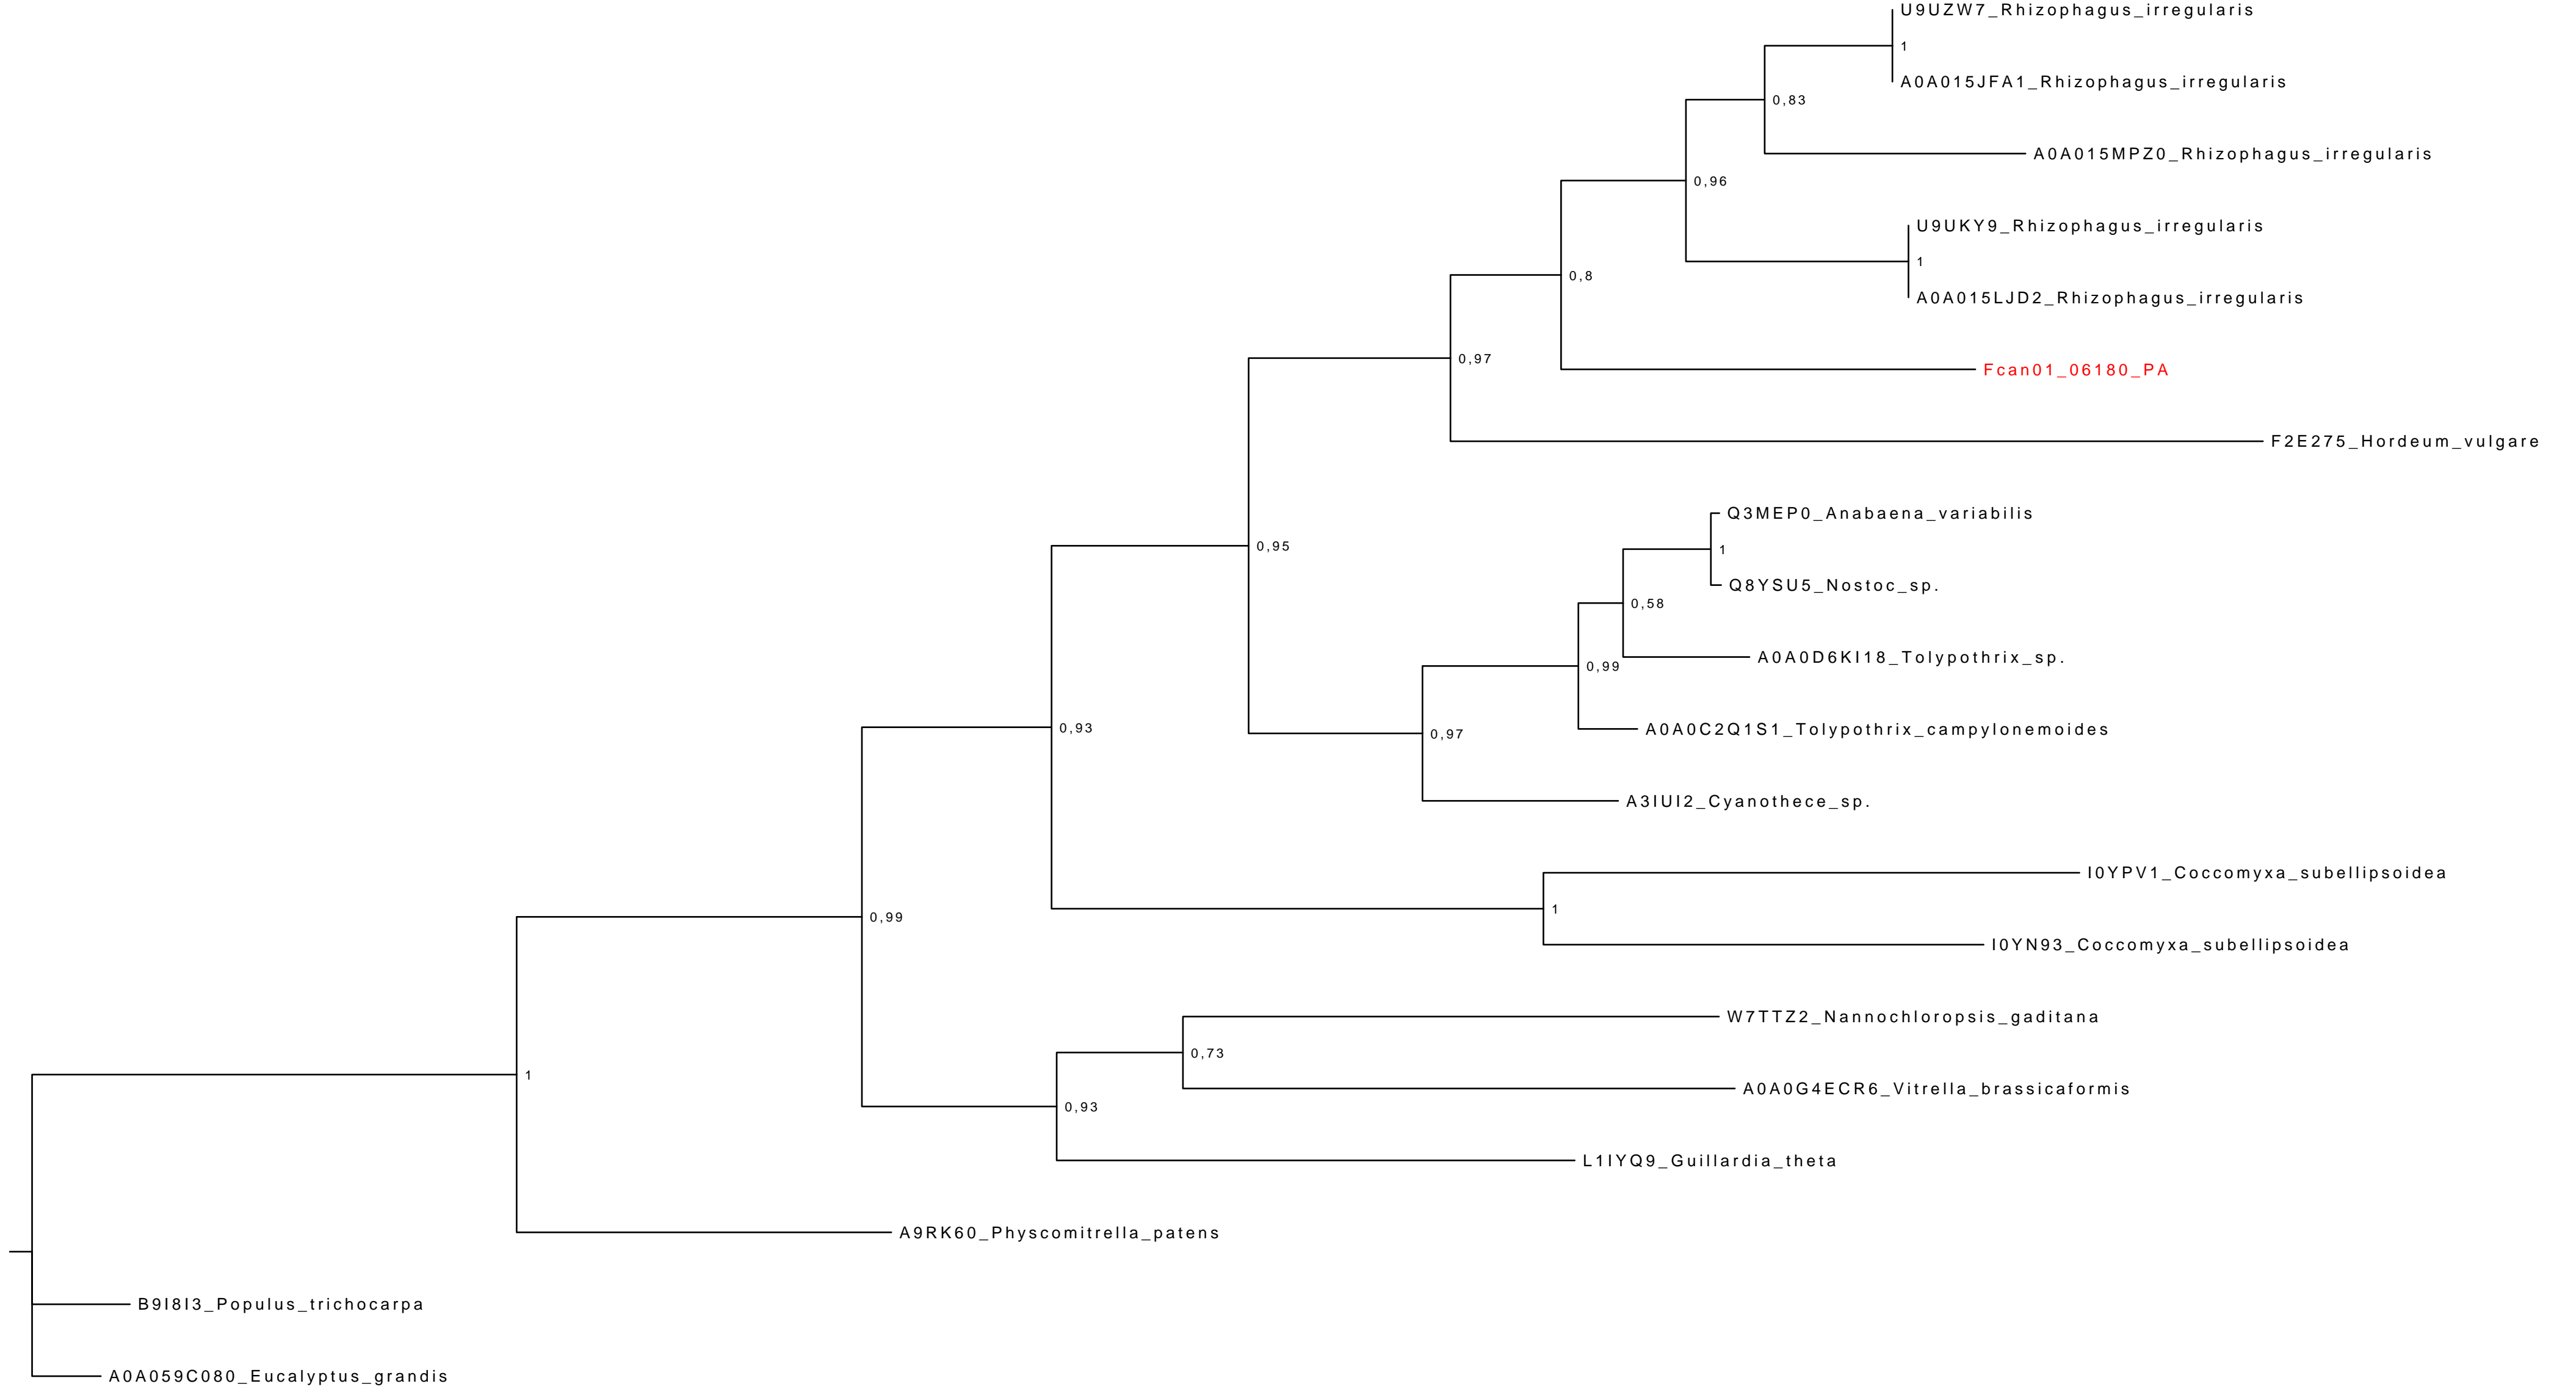 U9UZW7_Rhizophagus_irregularis
1
A0A015JFA1_Rhizophagus_irregularis
0,83
A0A015MPZ0_Rhizophagus_irregularis
0,96
U9UKY9_Rhizophagus_irregularis
1
0,8
A0A015LJD2_Rhizophagus_irregularis
0,97
Fcan01_06180_PA
F2E275_Hordeum_vulgare
Q3MEP0_Anabaena_variabilis
0,95
1
Q8YSU5_Nostoc_sp.
0,58
A0A0D6KI18_Tolypothrix_sp.
0,99
0,93
A0A0C2Q1S1_Tolypothrix_campylonemoides
0,97
A3IUI2_Cyanothece_sp.
I0YPV1_Coccomyxa_subellipsoidea
1
0,99
I0YN93_Coccomyxa_subellipsoidea
W7TTZ2_Nannochloropsis_gaditana
0,73
1
A0A0G4ECR6_Vitrella_brassicaformis
0,93
L1IYQ9_Guillardia_theta
A9RK60_Physcomitrella_patens
B9I8I3_Populus_trichocarpa
A0A059C080_Eucalyptus_grandis